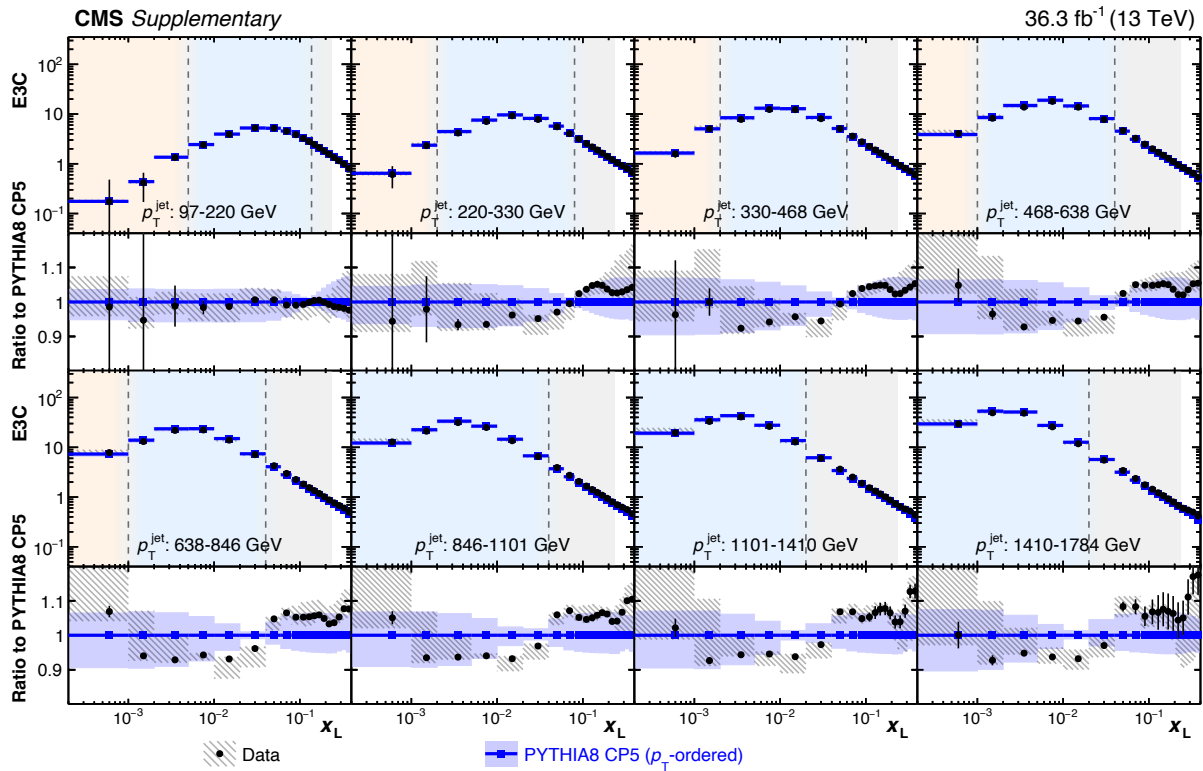 CMS Supplementary 36.3 fb⁻¹ (13 TeV)
E3C
10²
10
1
10⁻¹
p_T^jet: 97-220 GeV p_T^jet: 220-330 GeV p_T^jet: 330-468 GeV p_T^jet: 468-638 GeV
Ratio to PYTHIA8 CP5
1.1
1
0.9
E3C
10²
10
1
10⁻¹
p_T^jet: 638-846 GeV p_T^jet: 846-1101 GeV p_T^jet: 1101-1410 GeV p_T^jet: 1410-1784 GeV
Ratio to PYTHIA8 CP5
1.1
1
0.9
10⁻³ 10⁻² 10⁻¹ 10⁻³ 10⁻² 10⁻¹ 10⁻³ 10⁻² 10⁻¹ 10⁻³ 10⁻² 10⁻¹
x_L x_L x_L x_L
Data PYTHIA8 CP5 (p_T-ordered)